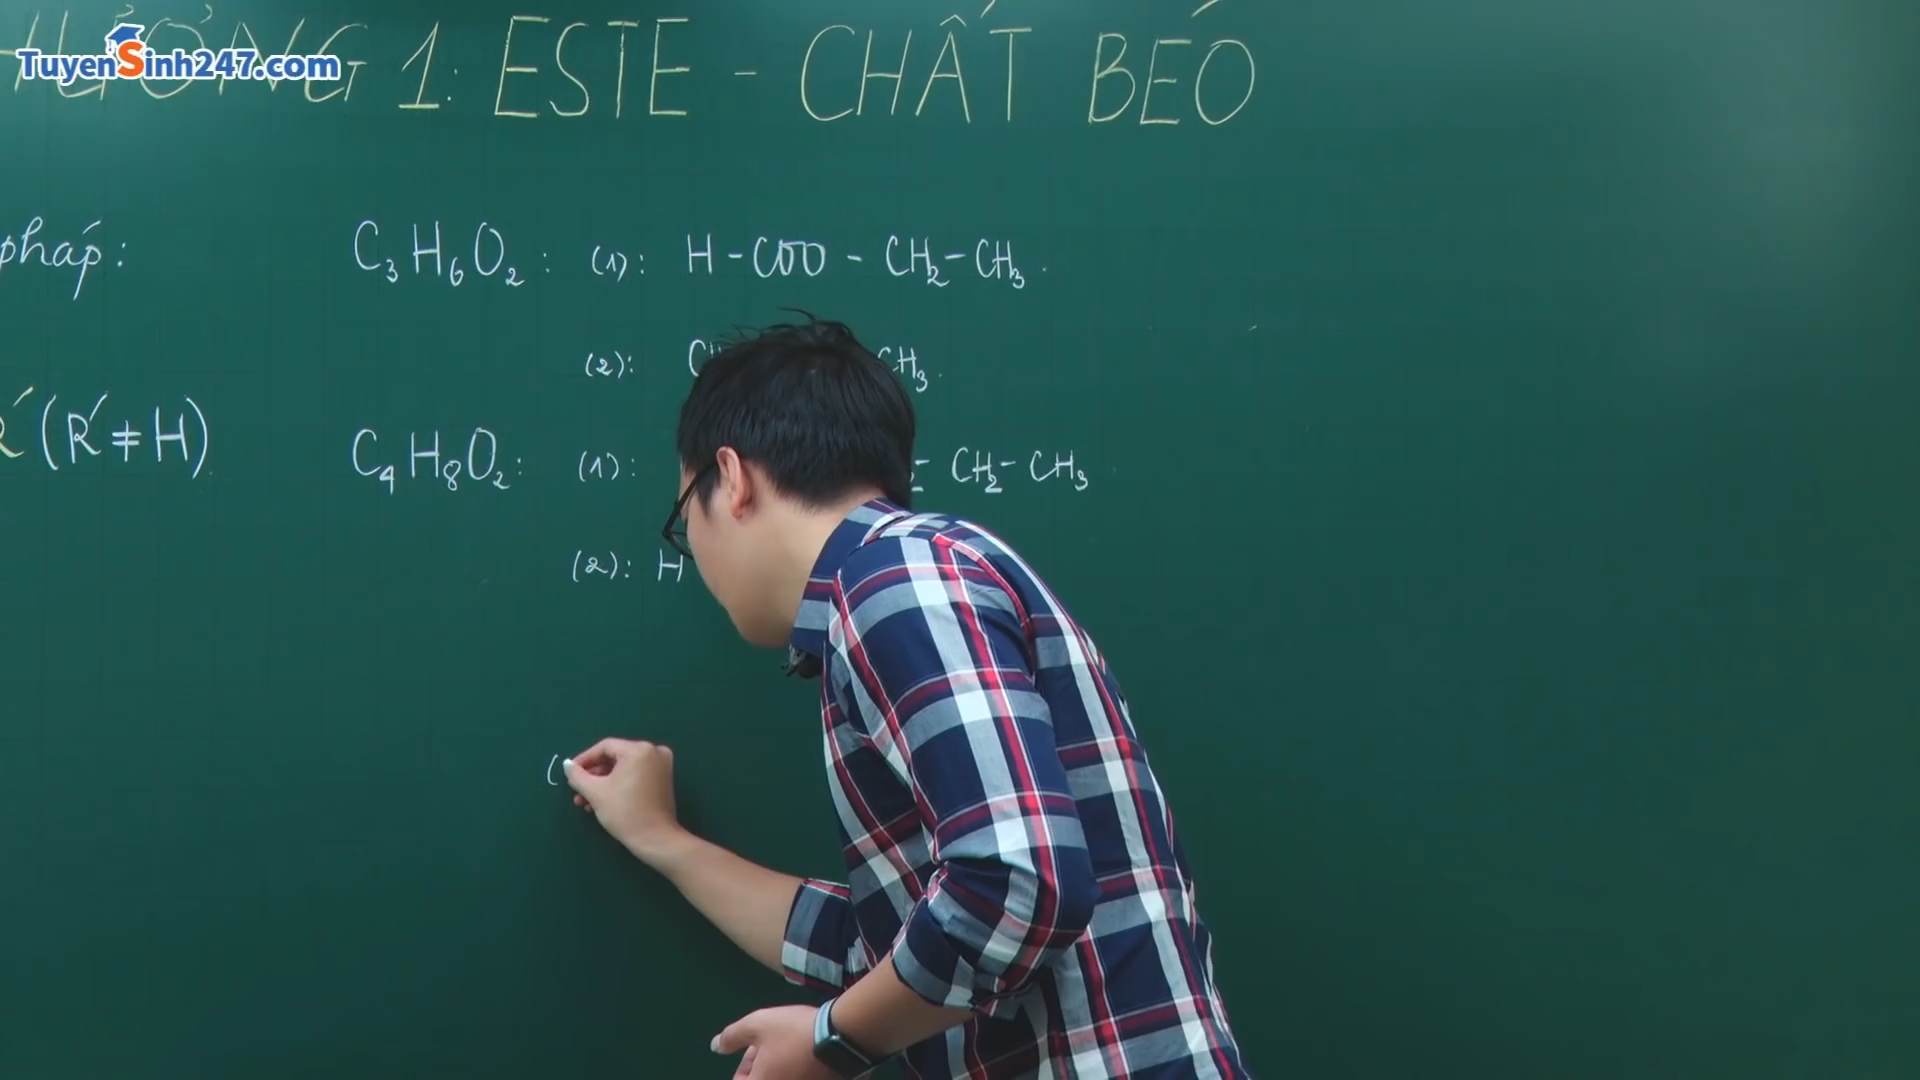 TuyenSinh247.com
CHƯƠNG 1: ESTE - CHẤT BÉO
pháp:
C₃H₆O₂: (1): H-COO-CH₂-CH₃.
(2): CH₃.
R'(R'≠H)
C₄H₈O₂: (1): - CH₂-CH₃
(2): H
(